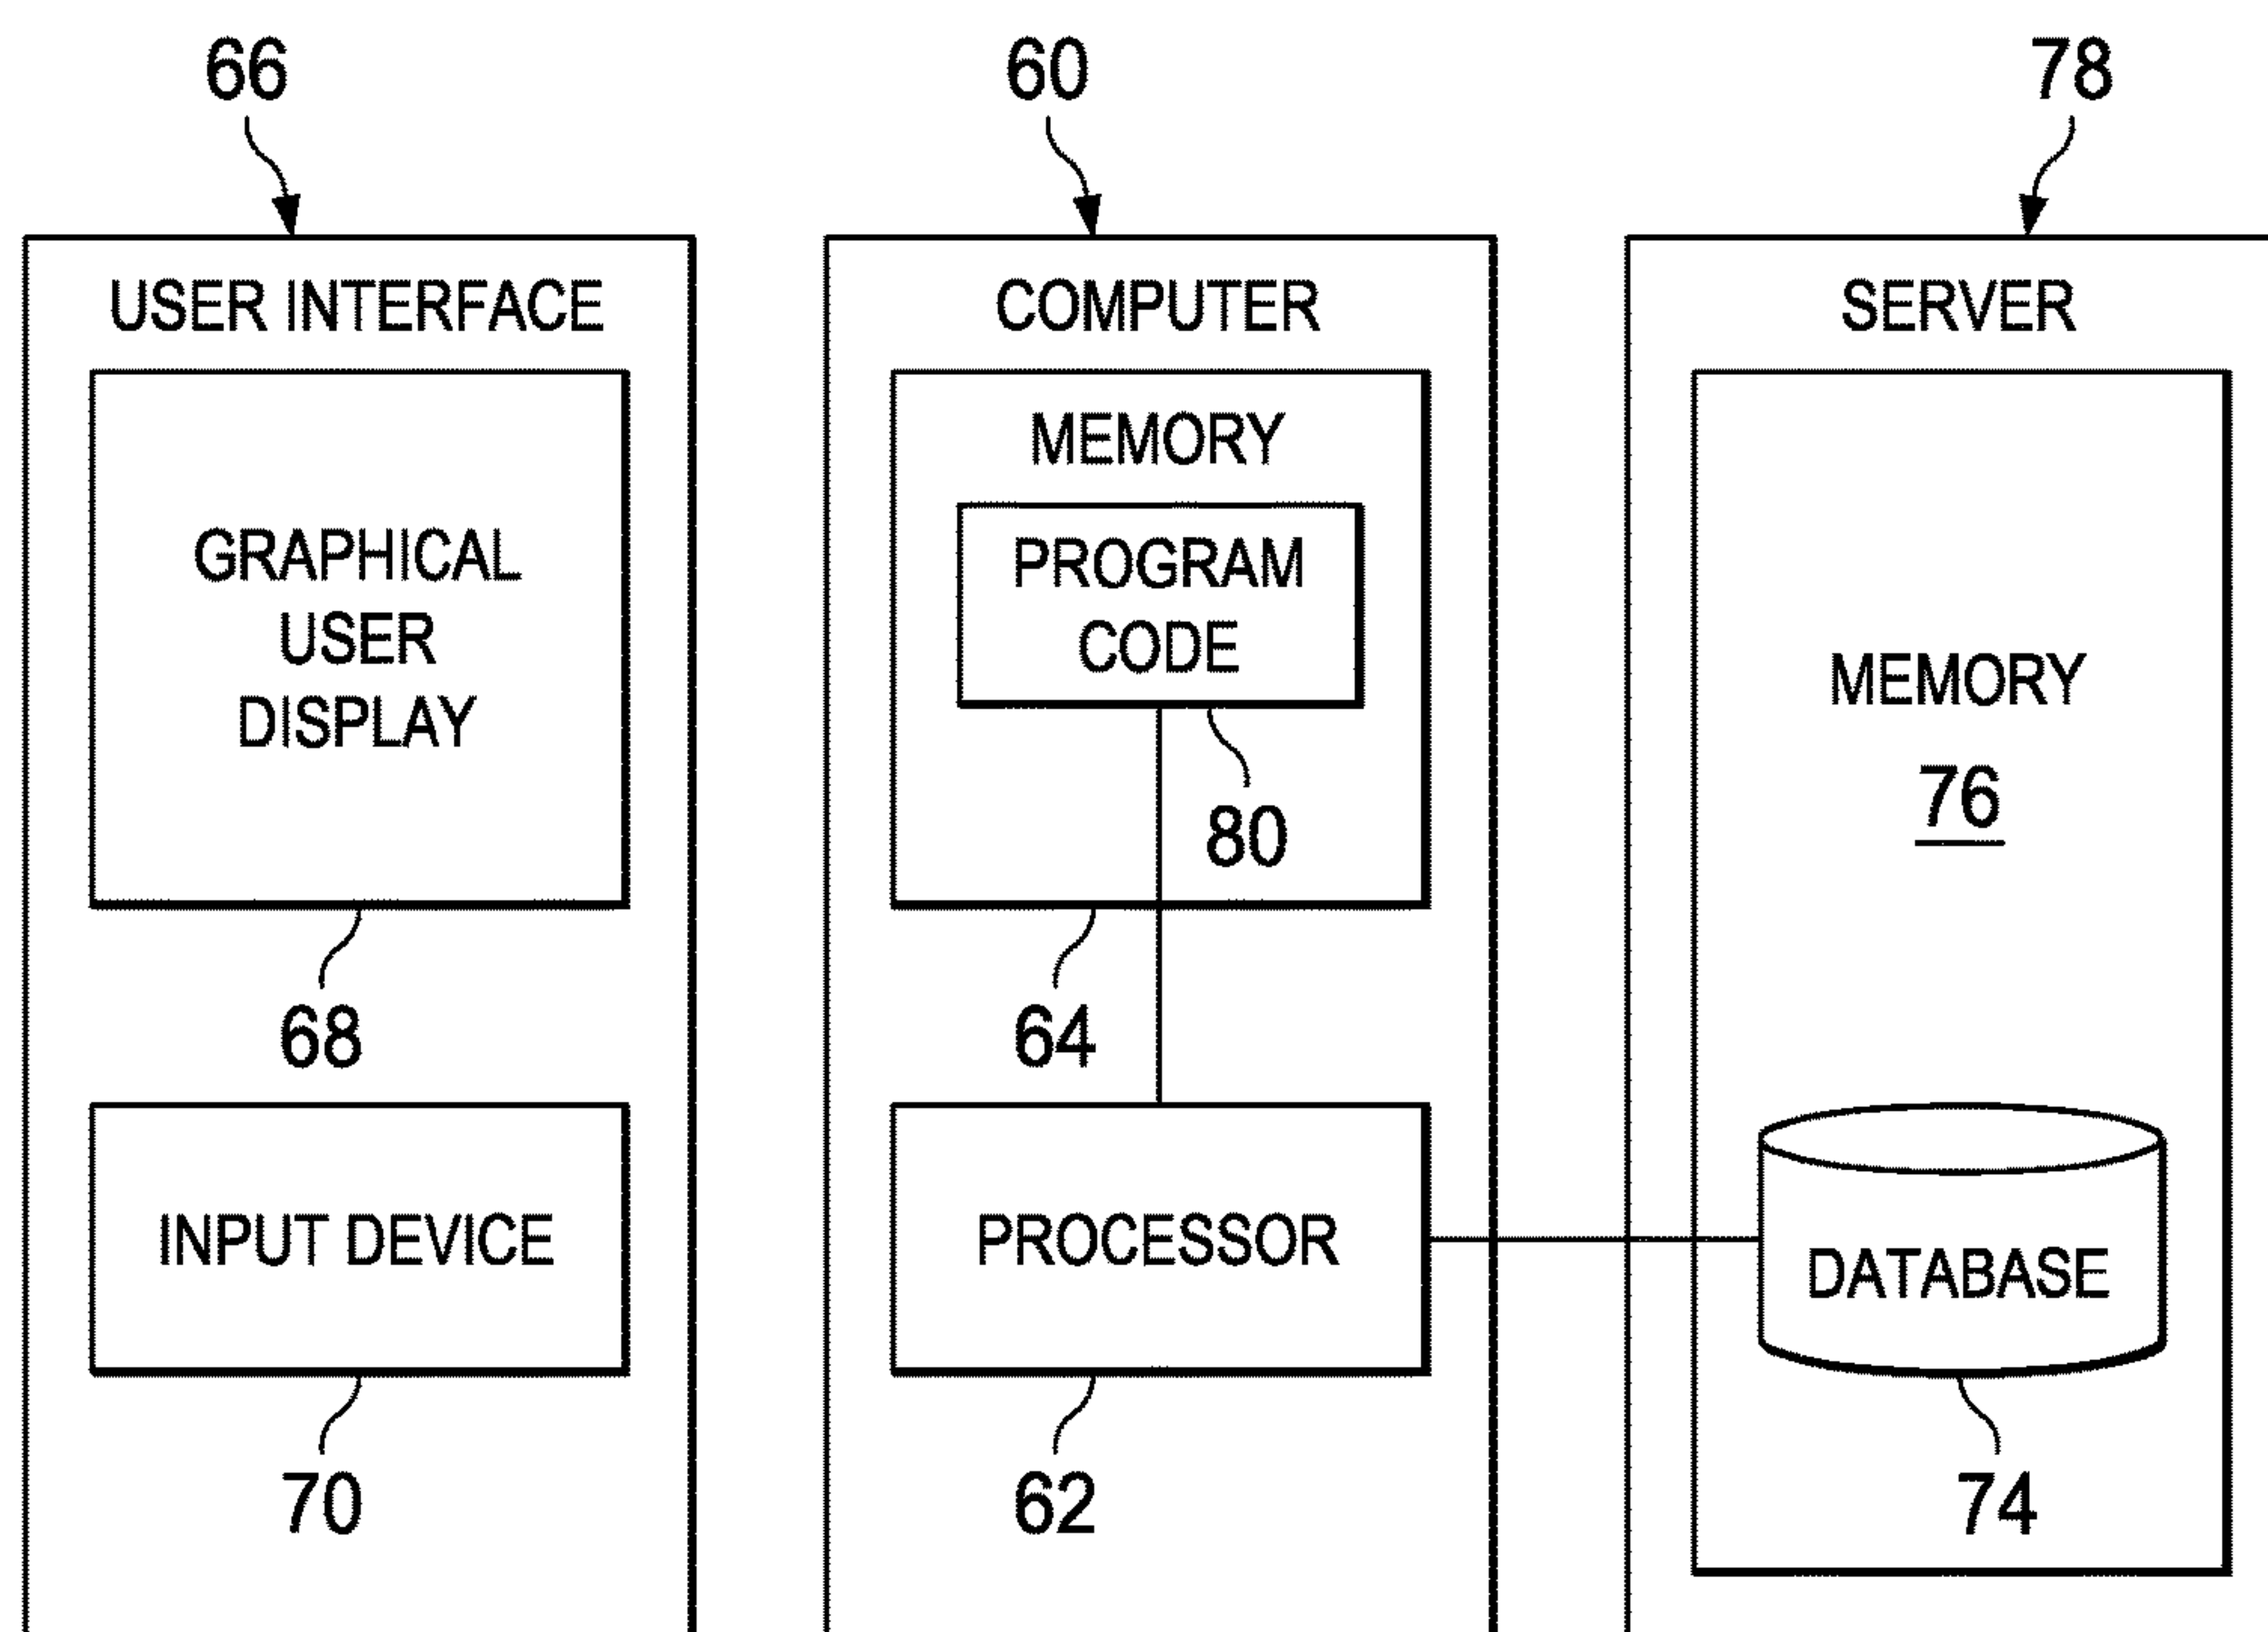 66
USER INTERFACE
GRAPHICAL
USER
DISPLAY
68
INPUT DEVICE
70
60
COMPUTER
MEMORY
PROGRAM
CODE
80
64
PROCESSOR
62
78
SERVER
MEMORY
76
DATABASE
74